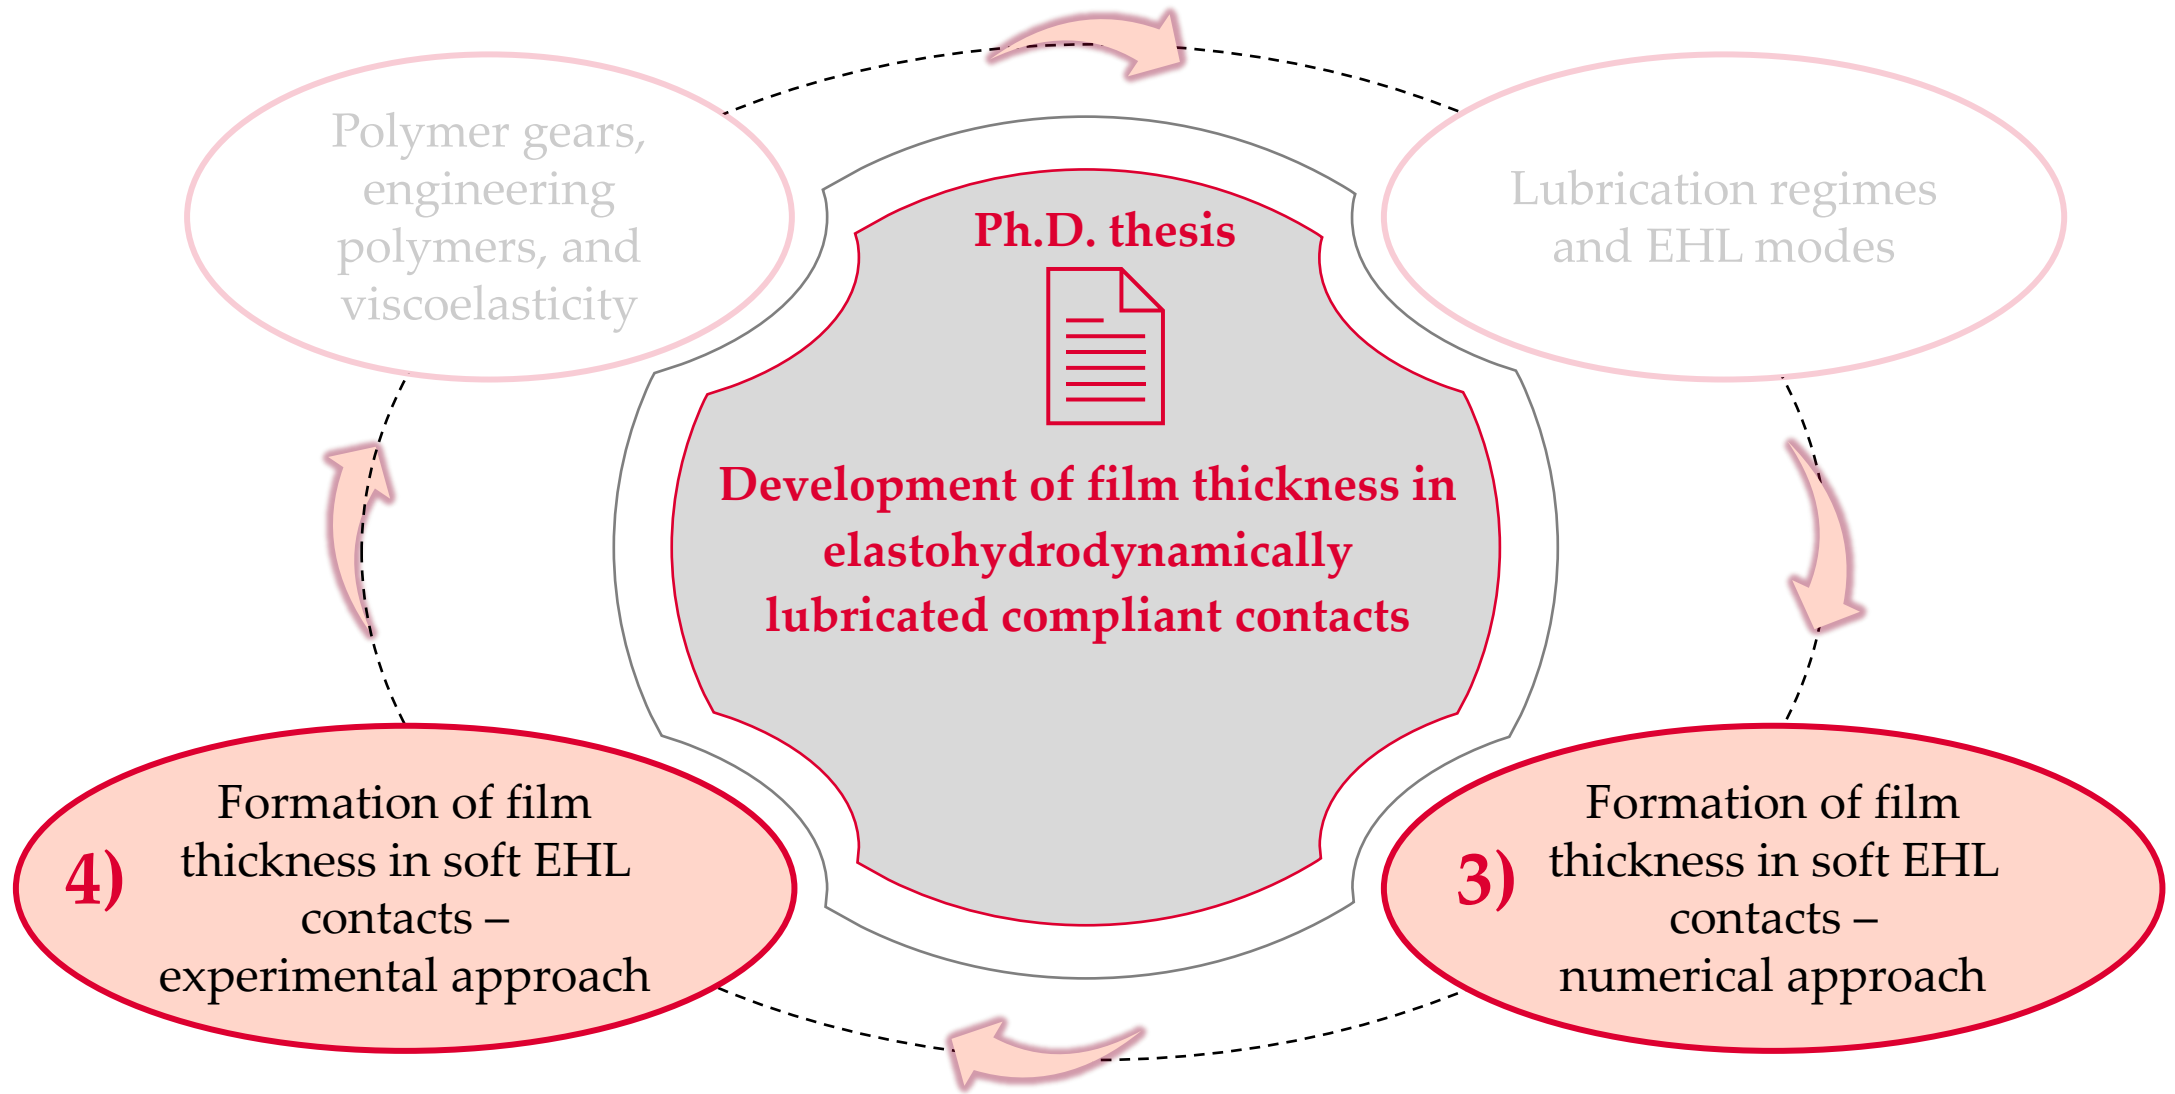 Polymer gears,
engineering
polymers, and
viscoelasticity
Lubrication regimes
and EHL modes
Ph.D. thesis
Development of film thickness in
elastohydrodynamically
lubricated compliant contacts
4)
Formation of film
thickness in soft EHL
contacts –
experimental approach
3)
Formation of film
thickness in soft EHL
contacts –
numerical approach